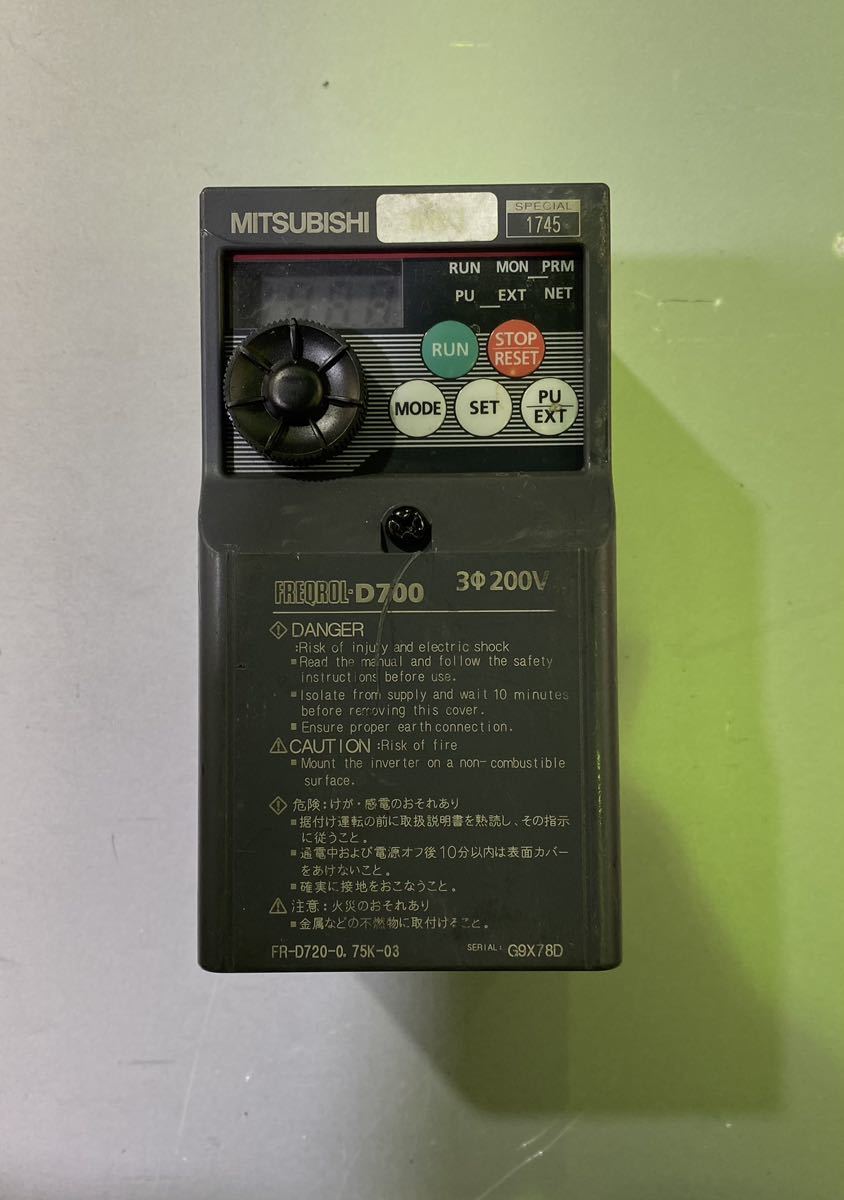 MITSUBISHI
SPECIAL
1745
RUN MON PRM
PU EXT NET
RUN
STOP
RESET
MODE
SET
PU
EXT
FREQROL-D700
3Φ200V
DANGER
:Risk of injury and electric shock
▪Read the manual and follow the safety
instructions before use.
▪Isolate from supply and wait 10 minutes
before removing this cover.
▪Ensure proper earth connection.
CAUTION :Risk of fire
▪Mount the inverter on a non-combustible
surface.
危険:けが・感電のおそれあり
▪据付け運転の前に取扱説明書を熟読し、その指示
に従うこと。
▪通電中および電源オフ後10分以内は表面カバー
をあけないこと。
▪確実に接地をおこなうこと。
注意:火災のおそれあり
▪金属などの不燃物に取付けること。
FR-D720-0.75K-03
SERIAL: G9X78D